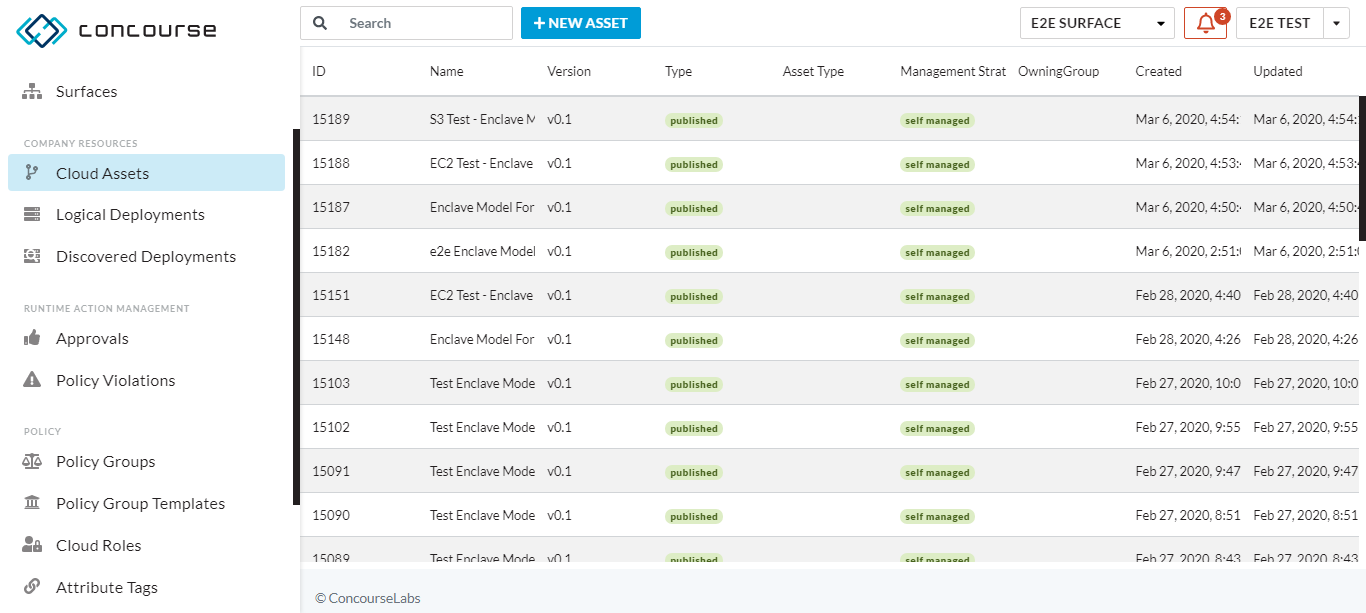 concourse
Search
+ NEW ASSET
E2E SURFACE
3
E2E TEST
Surfaces
COMPANY RESOURCES
Cloud Assets
Logical Deployments
Discovered Deployments
RUNTIME ACTION MANAGEMENT
Approvals
Policy Violations
POLICY
Policy Groups
Policy Group Templates
Cloud Roles
Attribute Tags
ID Name Version Type Asset Type Management Strat OwningGroup Created Updated
15189 S3 Test - Enclave M v0.1 published self managed Mar 6, 2020, 4:54: Mar 6, 2020, 4:54:
15188 EC2 Test - Enclave v0.1 published self managed Mar 6, 2020, 4:53: Mar 6, 2020, 4:53:
15187 Enclave Model For v0.1 published self managed Mar 6, 2020, 4:50: Mar 6, 2020, 4:50:
15182 e2e Enclave Model v0.1 published self managed Mar 6, 2020, 2:51: Mar 6, 2020, 2:51:
15151 EC2 Test - Enclave v0.1 published self managed Feb 28, 2020, 4:40 Feb 28, 2020, 4:40
15148 Enclave Model For v0.1 published self managed Feb 28, 2020, 4:26 Feb 28, 2020, 4:26
15103 Test Enclave Mode v0.1 published self managed Feb 27, 2020, 10:0 Feb 27, 2020, 10:0
15102 Test Enclave Mode v0.1 published self managed Feb 27, 2020, 9:55 Feb 27, 2020, 9:55
15091 Test Enclave Mode v0.1 published self managed Feb 27, 2020, 9:47 Feb 27, 2020, 9:47
15090 Test Enclave Mode v0.1 published self managed Feb 27, 2020, 8:51 Feb 27, 2020, 8:51
15089 Test Enclave Mode v0.1 published self managed Feb 27, 2020, 8:43 Feb 27, 2020, 8:43
© ConcourseLabs